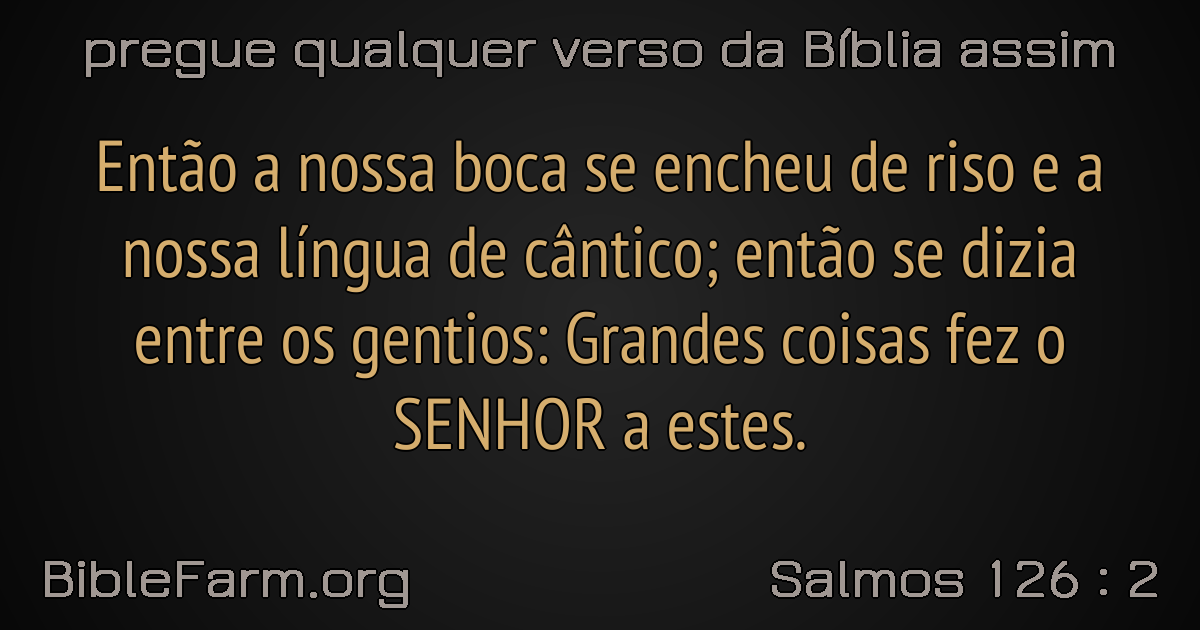 pregue qualquer verso da Bíblia assim
Então a nossa boca se encheu de riso e a
nossa língua de cântico; então se dizia
entre os gentios: Grandes coisas fez o
SENHOR a estes.
BibleFarm.org
Salmos 126 : 2